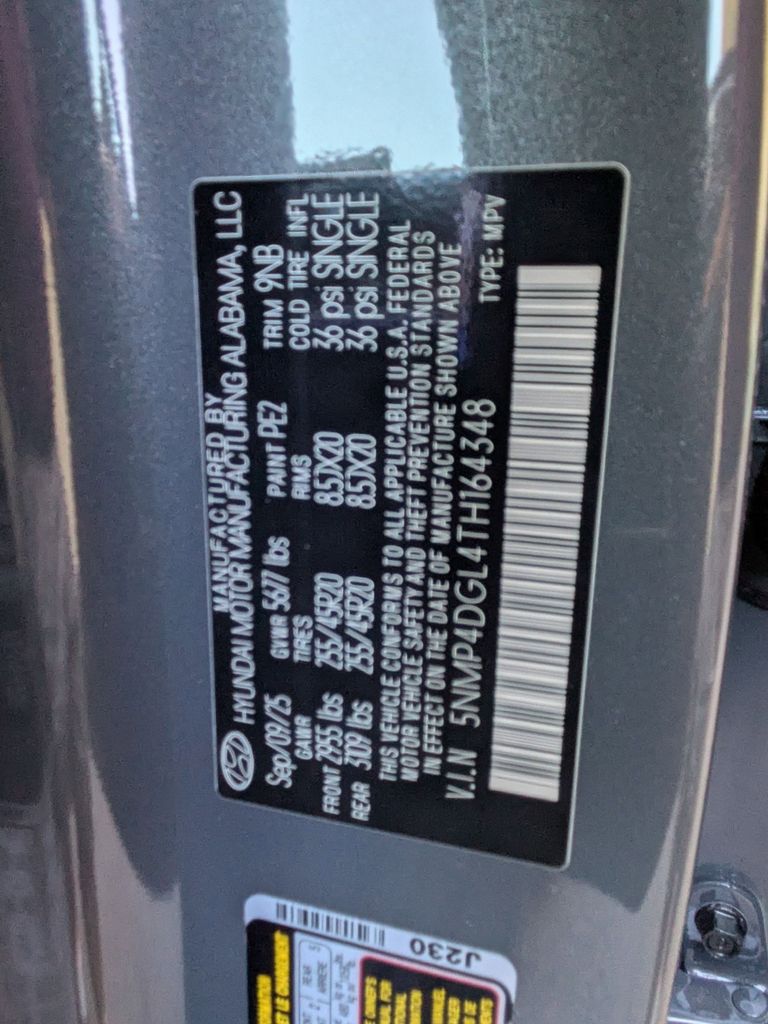 MANUFACTURED BY
HYUNDAI MOTOR MANUFACTURING ALABAMA, LLC
Sep/09/25 GVWR 5677 lbs PAINT PE2 TRIM 9NB
GAWR TIRES RIMS COLD TIRE INFL
FRONT 2955 lbs 255/45R20 8.5JX20 36 psi SINGLE
REAR 3109 lbs 255/45R20 8.5JX20 36 psi SINGLE
THIS VEHICLE CONFORMS TO ALL APPLICABLE U.S.A. FEDERAL
MOTOR VEHICLE SAFETY AND THEFT PREVENTION STANDARDS
IN EFFECT ON THE DATE OF MANUFACTURE SHOWN ABOVE
V.I.N 5NMP4DGL4TH164348 TYPE: MPV
J230